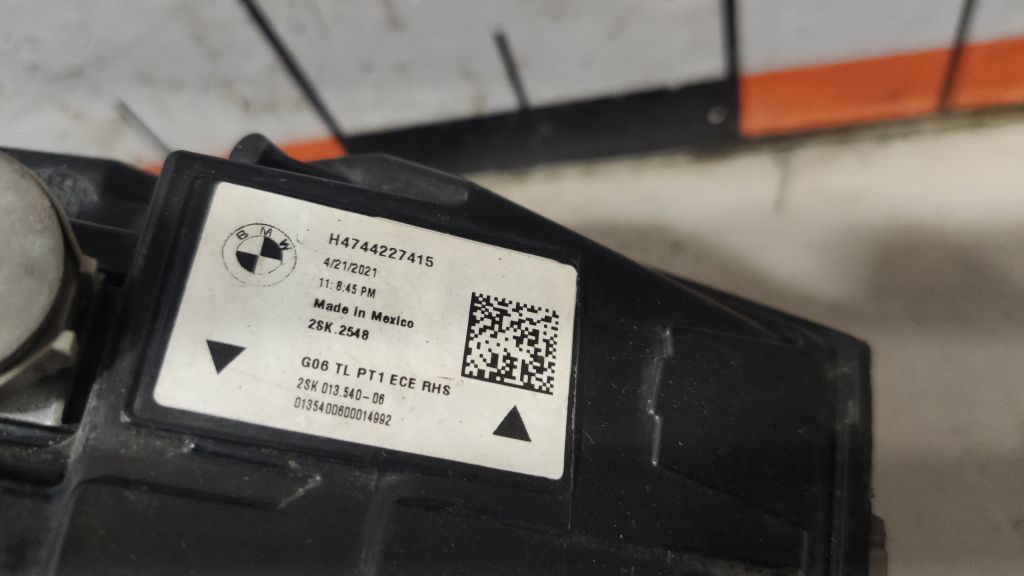 BMW
H4744227415
4/21/2021
11: 8:45 PM
Made in Mexico
2SK.2548
G06 TL PT1 ECE RHS
2SK 013.540-06
0135400600014992